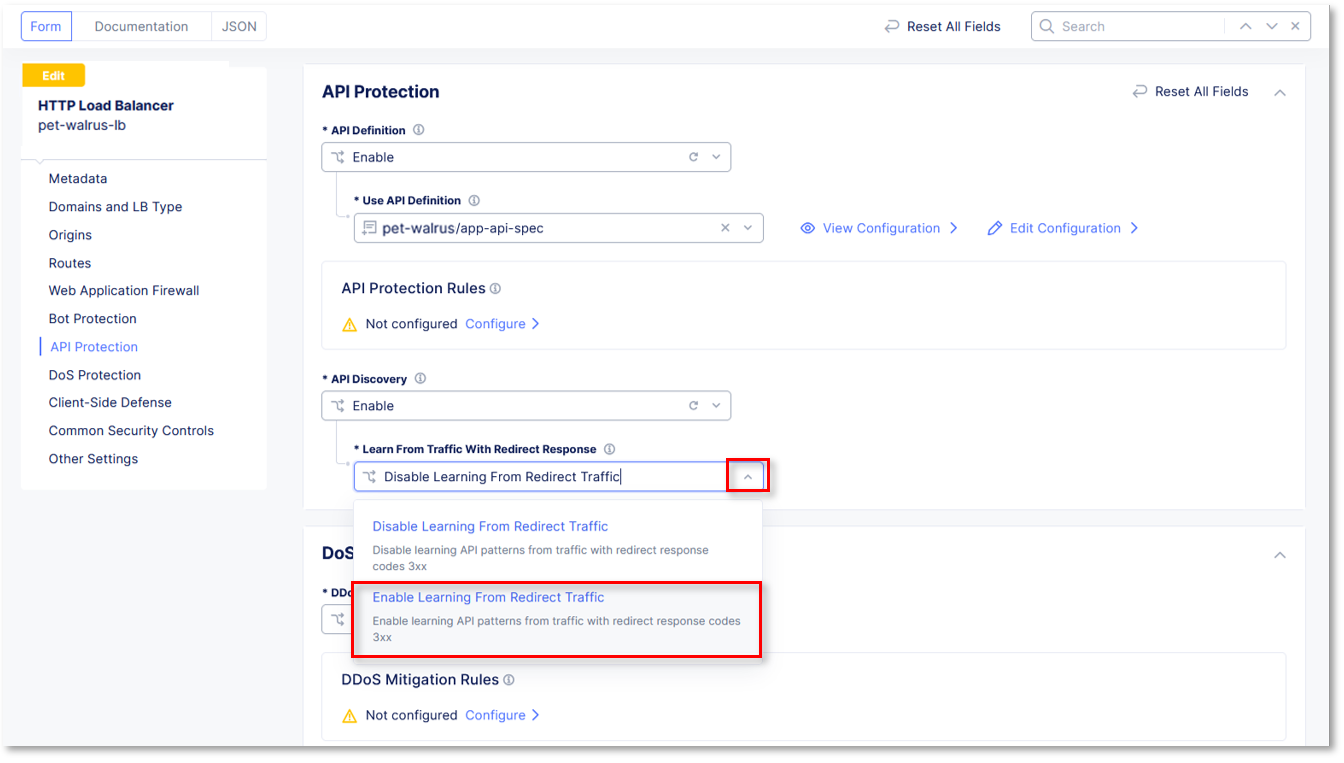 Form
Documentation
JSON
Reset All Fields
Search
Edit
HTTP Load Balancer
pet-walrus-lb
Metadata
Domains and LB Type
Origins
Routes
Web Application Firewall
Bot Protection
API Protection
DoS Protection
Client-Side Defense
Common Security Controls
Other Settings
API Protection
Reset All Fields
* API Definition
Enable
* Use API Definition
pet-walrus/app-api-spec
View Configuration
Edit Configuration
API Protection Rules
Not configured Configure
* API Discovery
Enable
* Learn From Traffic With Redirect Response
Disable Learning From Redirect Traffic
Disable Learning From Redirect Traffic
Disable learning API patterns from traffic with redirect response
codes 3xx
Enable Learning From Redirect Traffic
Enable learning API patterns from traffic with redirect response codes
3xx
DoS
* DDo
DDoS Mitigation Rules
Not configured Configure